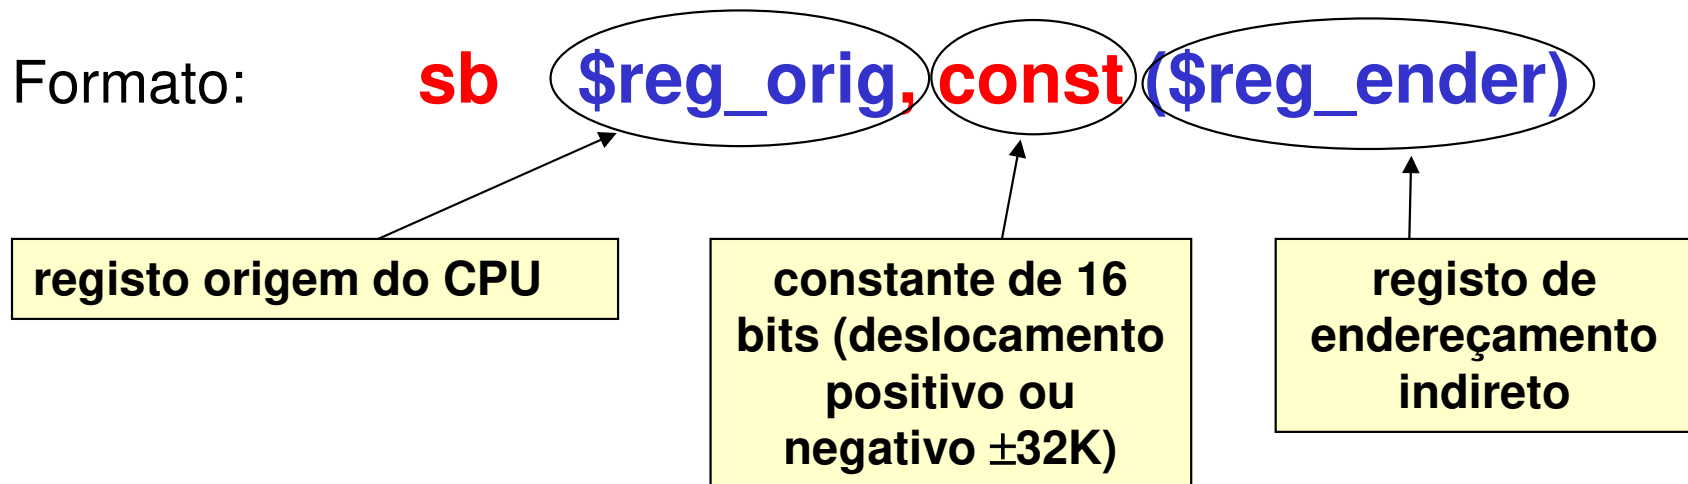 Formato: sb $reg_orig, const ($reg_ender)
registo origem do CPU
constante de 16
bits (deslocamento
positivo ou
negativo ±32K)
registo de
endereçamento
indireto